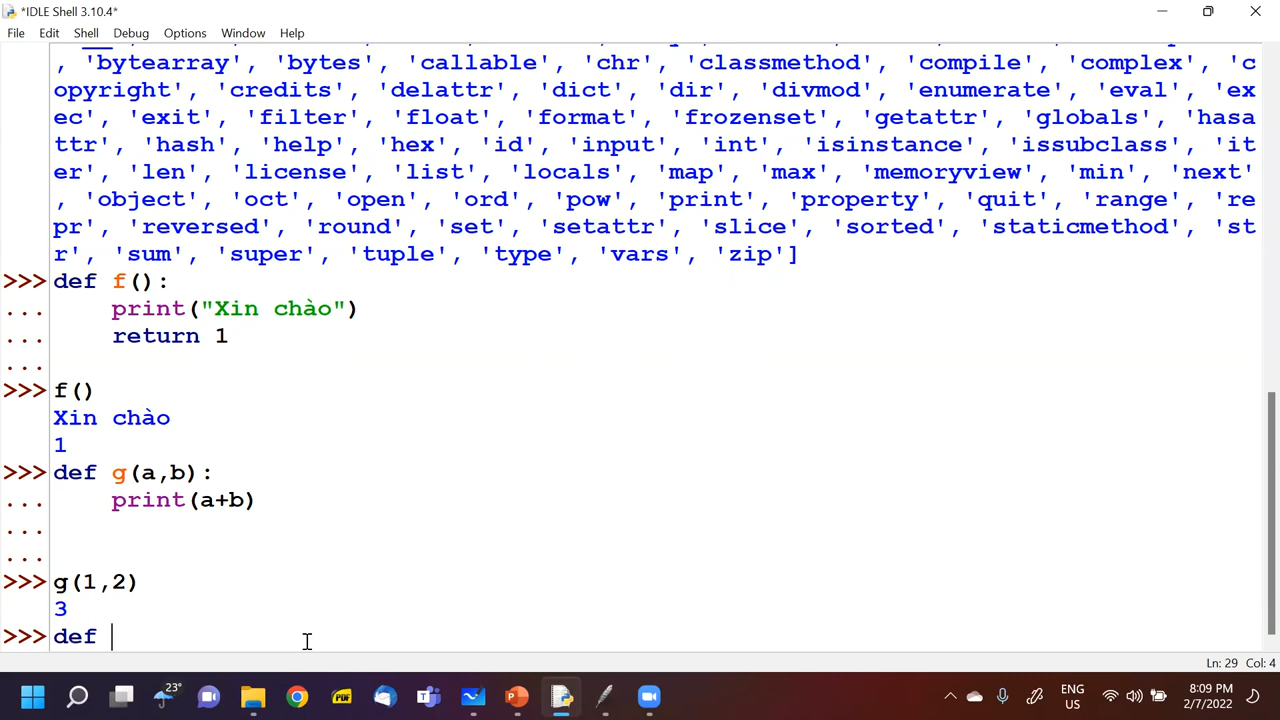 *IDLE Shell 3.10.4*
File Edit Shell Debug Options Window Help
, 'bytearray', 'bytes', 'callable', 'chr', 'classmethod', 'compile', 'complex', 'c
opyright', 'credits', 'delattr', 'dict', 'dir', 'divmod', 'enumerate', 'eval', 'ex
ec', 'exit', 'filter', 'float', 'format', 'frozenset', 'getattr', 'globals', 'hasa
ttr', 'hash', 'help', 'hex', 'id', 'input', 'int', 'isinstance', 'issubclass', 'it
er', 'len', 'license', 'list', 'locals', 'map', 'max', 'memoryview', 'min', 'next'
, 'object', 'oct', 'open', 'ord', 'pow', 'print', 'property', 'quit', 'range', 're
pr', 'reversed', 'round', 'set', 'setattr', 'slice', 'sorted', 'staticmethod', 'st
r', 'sum', 'super', 'tuple', 'type', 'vars', 'zip']
>>> def f():
... print("Xin chào")
... return 1
...
>>> f()
Xin chào
1
>>> def g(a,b):
... print(a+b)
...
...
>>> g(1,2)
3
>>> def
Ln: 29 Col: 4
23°
PDF
ENG
US
8:09 PM
2/7/2022